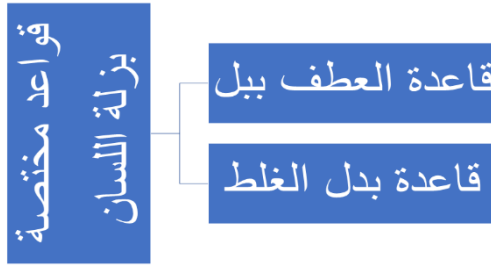 قواعد مختصة
بزلة اللسان
قاعدة العطف ببل
قاعدة بدل الغلط